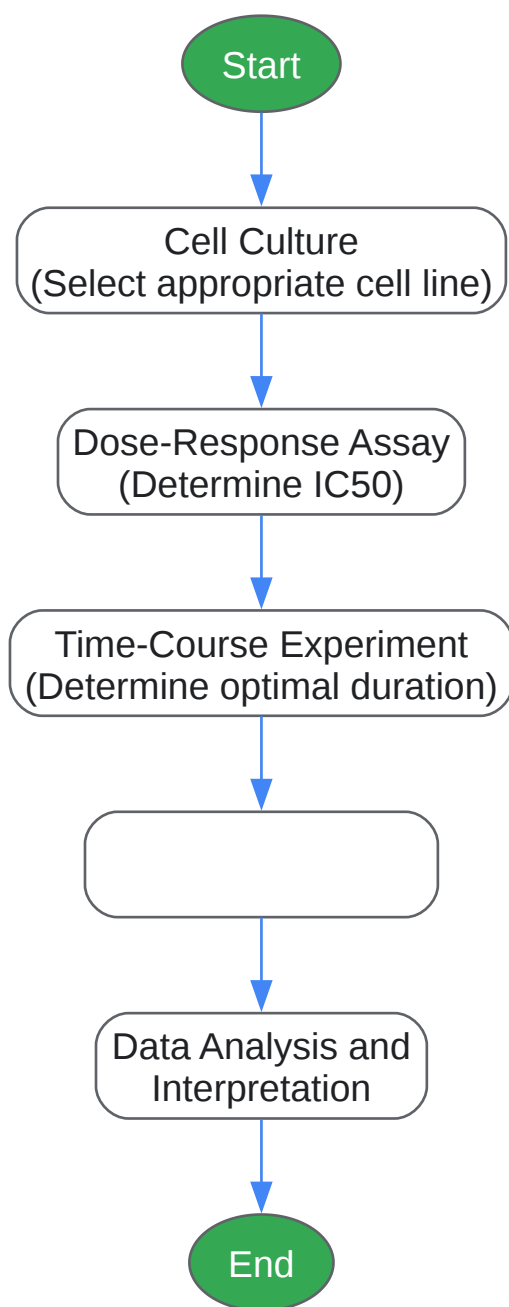 Start
Cell Culture
(Select appropriate cell line)
Dose-Response Assay
(Determine IC50)
Time-Course Experiment
(Determine optimal duration)
Data Analysis and
Interpretation
End